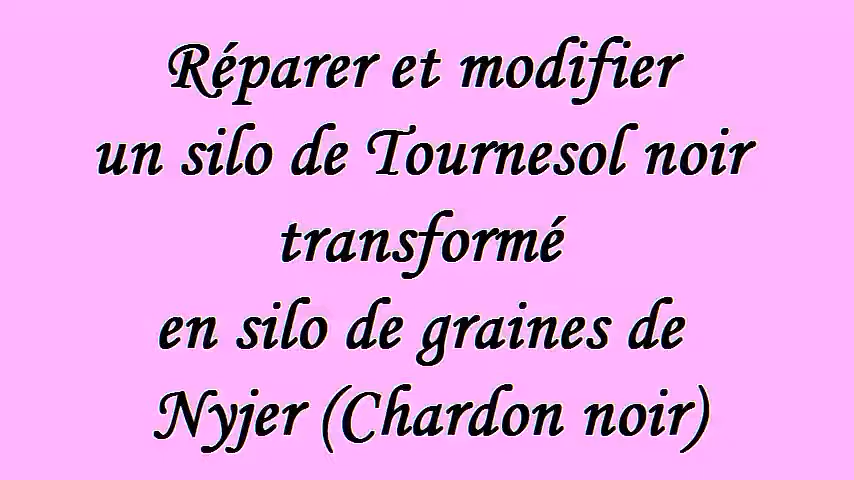 Réparer et modifier
un silo de Tournesol noir
transformé
en silo de graines de
Nyjer (Chardon noir)